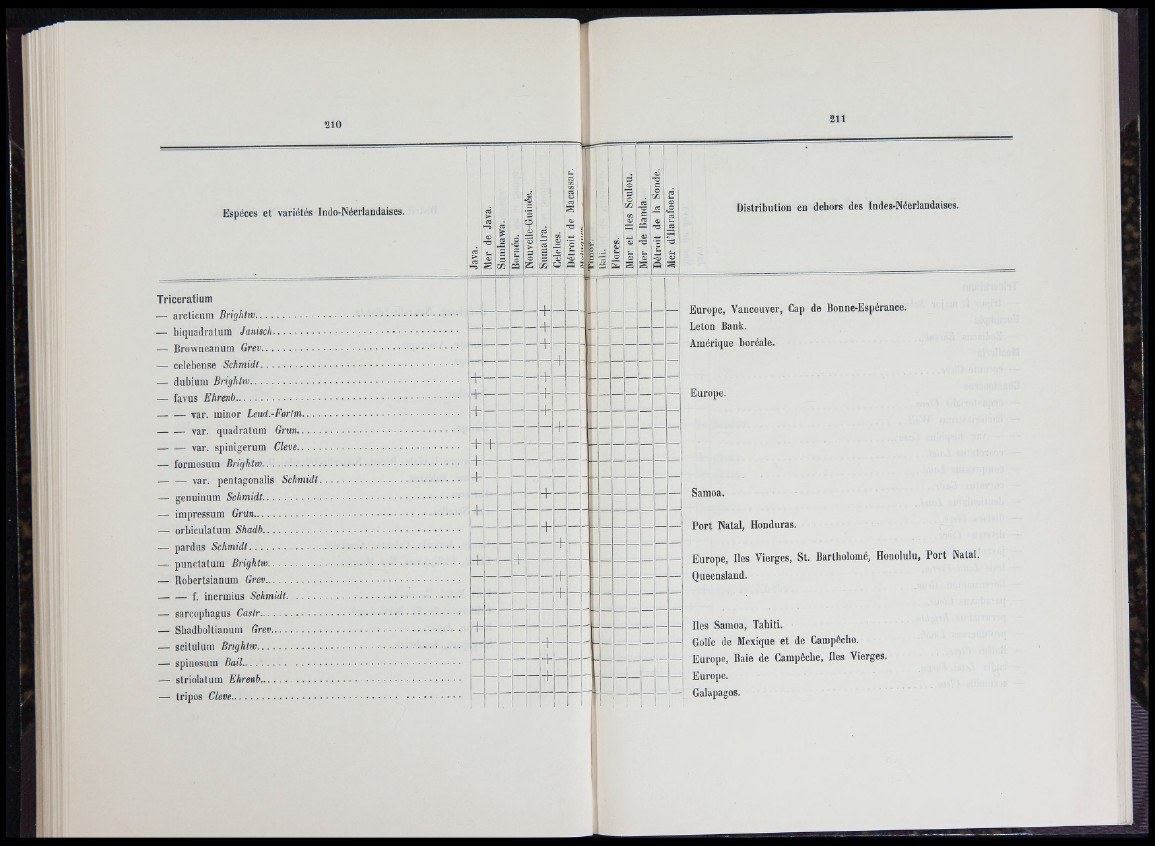 210
Espéces et variétés Indo-Néerlandaises.
Java.
Mer de Java.
Sumbawa.
Bornéo.
Nouvelle-Guinée.
Sumatra.
Celebes.
Détroit de Macassar.
Triceratium
— arcticum Brightw.
— biquadratum Janisch
— Browneanum Grev.
— celebense Schmidt.
— dubium Brightw.
— favus Ehrenb.
— — var. minor Leud.-Fortm.
— — var. quadratum Grun.
— — var. spinigerum Cleve.
— formosum Brightw.
— — var. pentagonalis Schmidt.
— genuinum Schmidt.
— impressum Grun.
— orbiculatum Shadb.
— pardus Schmidt.
— punctatum Brightw.
— Robertsianum Grev.
— — f. inermius Schmidt.
— sarcophagus Castr.
— Shadboltianum Grev.
— scitulum Brightw.
— spinosum Bail.
— striolatum Ehrenb.
— tripos Cleve.
211
Bali.
Flores.
Mer et Iles Soulou.
Mer de Banda.
Détroit de la Sonde.
Mer d'Harafoera.
Distribution en dehors des Indes-Néerlandaises.
Europe, Vancouver, Cap de Bonne-Espérance.
Leton Bank.
Amérique boréale.
Europe.
Samoa.
Port Natal, Honduras.
Europe, Iles Vierges, St. Bartholomé, Honolulu, Port Natal.
Queensland.
Iles Samoa, Tahiti.
Golfe de Mexique et de Campêche.
Europe, Baie de Campêche, Iles Vierges.
Europe.
Galapagos.